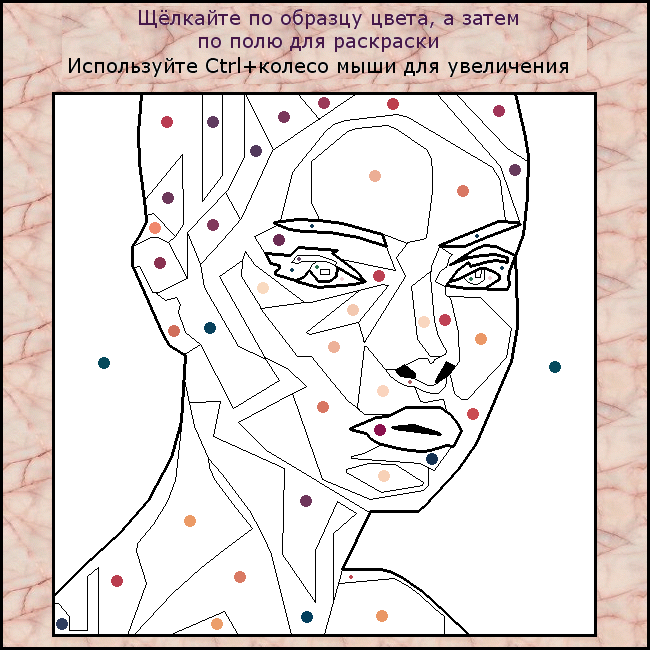 Щёлкайте по образцу цвета, а затем
по полю для раскраски
Используйте Ctrl+колесо мыши для увеличения